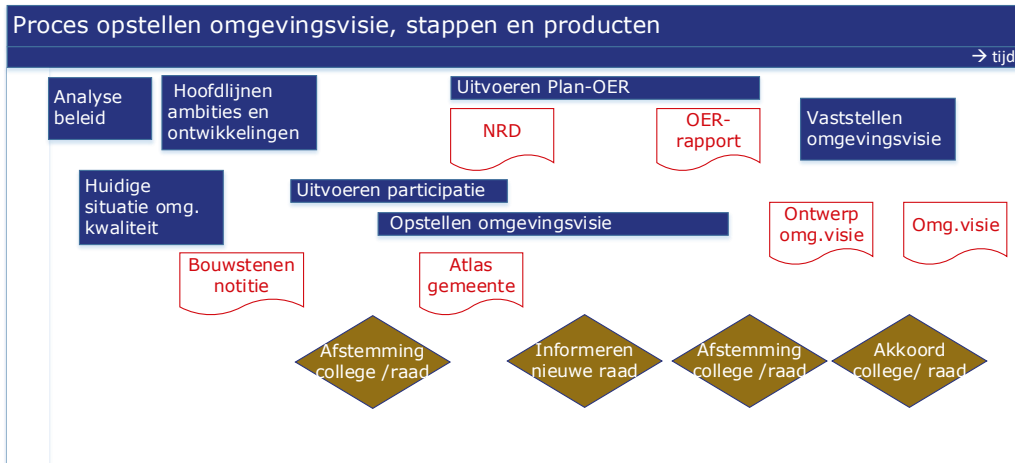 Proces opstellen omgevingsvisie, stappen en producten
→ tijd
Analyse
beleid
Hoofdlijnen
ambities en
ontwikkelingen
Uitvoeren Plan-OER
NRD
OER-
rapport
Vaststellen
omgevingsvisie
Huidige
situatie omg.
kwaliteit
Uitvoeren participatie
Opstellen omgevingsvisie
Ontwerp
omg.visie
Omg.visie
Bouwstenen
notitie
Atlas
gemeente
Afstemming
college /raad
Informeren
nieuwe raad
Afstemming
college /raad
Akkoord
college/ raad